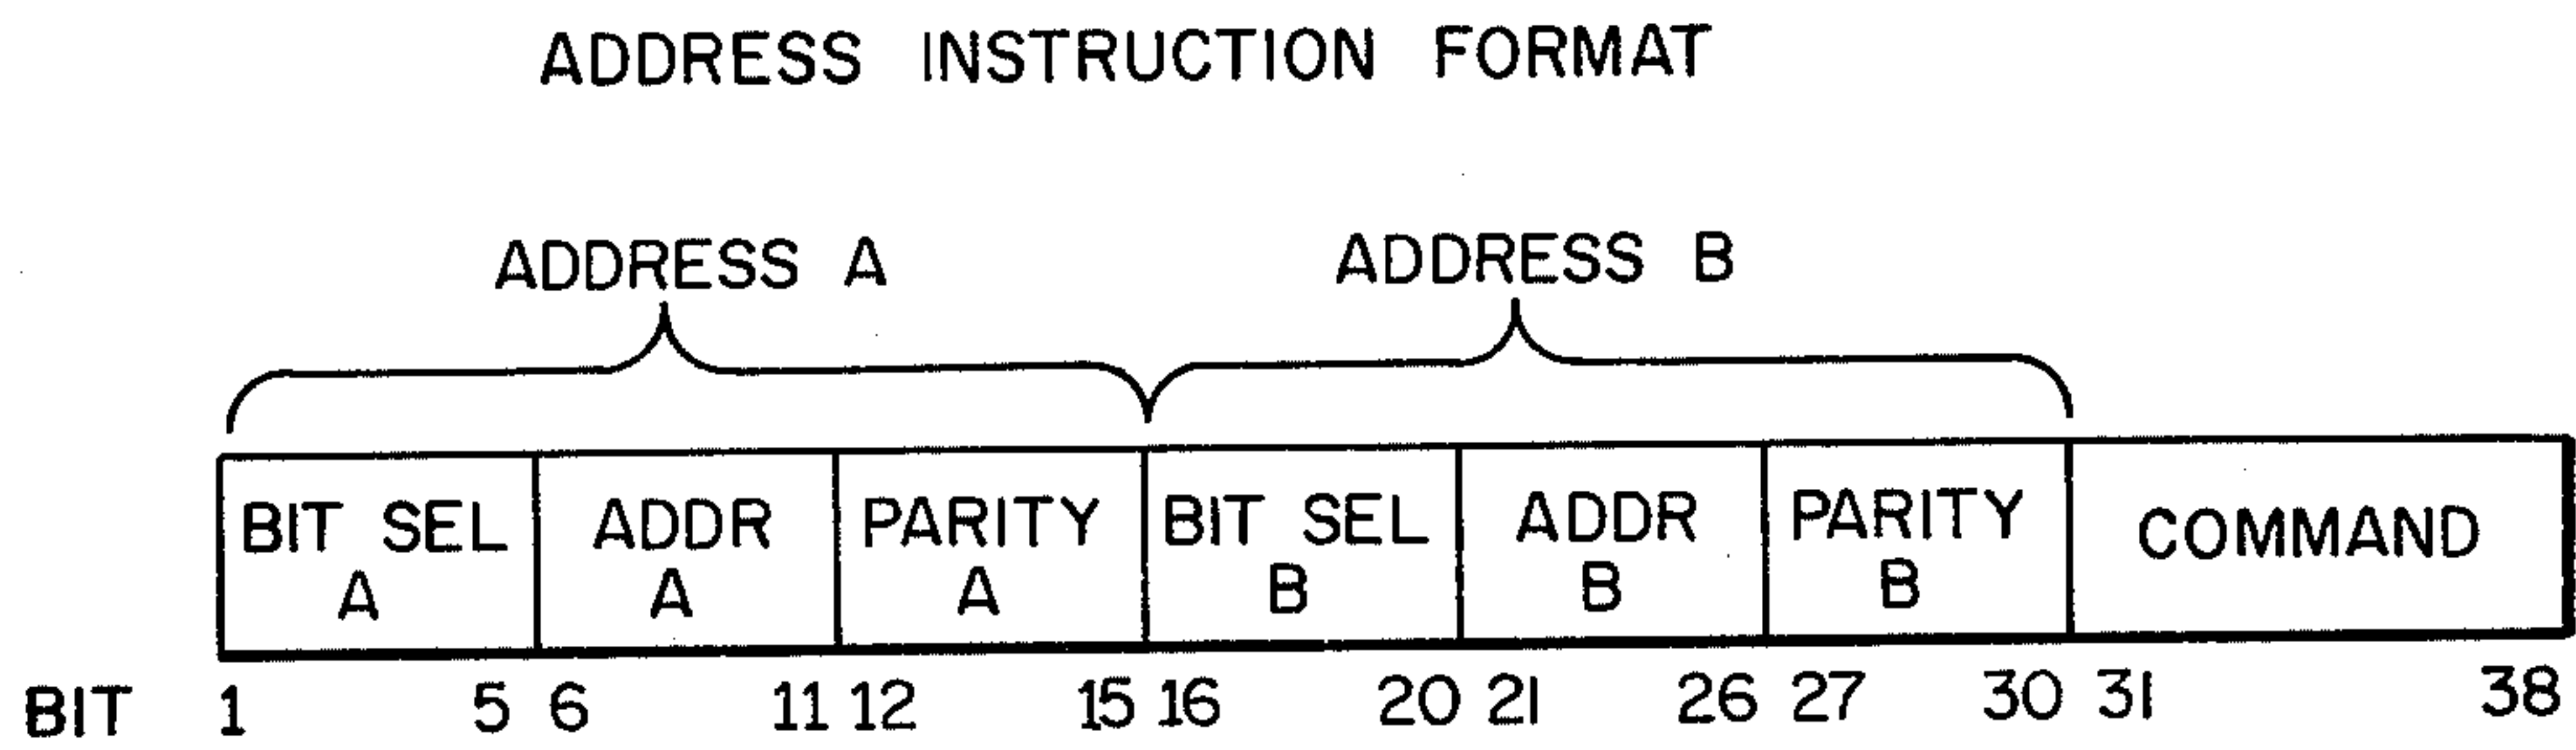 ADDRESS INSTRUCTION FORMAT
ADDRESS A ADDRESS B
BIT SEL A
ADDR A
PARITY A
BIT SEL B
ADDR B
PARITY B
COMMAND
BIT 1 5 6 11 12 15 16 20 21 26 27 30 31 38